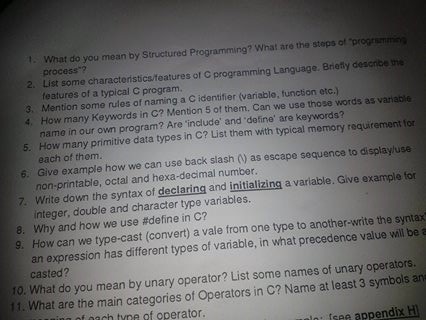 1. What do you mean by Structured Programming? What are the steps of "programming
process"?
2. List some characteristics/features of C programming Language. Briefly describe the
features of a typical C program.
3. Mention some rules of naming a C identifier (variable, function etc.)
4. How many Keywords in C? Mention 5 of them. Can we use those words as variable
name in our own program? Are 'include' and 'define' are keywords?
5. How many primitive data types in C? List them with typical memory requirement for
each of them.
6. Give example how we can use back slash (\) as escape sequence to display/use
non-printable, octal and hexa-decimal number.
7. Write down the syntax of declaring and initializing a variable. Give example for
integer, double and character type variables.
8. Why and how we use #define in C?
9. How can we type-cast (convert) a vale from one type to another-write the syntax
an expression has different types of variable, in what precedence value will be
casted?
10. What do you mean by unary operator? List some names of unary operators.
11. What are the main categories of Operators in C? Name at least 3 symbols
of each type of operator.
[see appendix H]